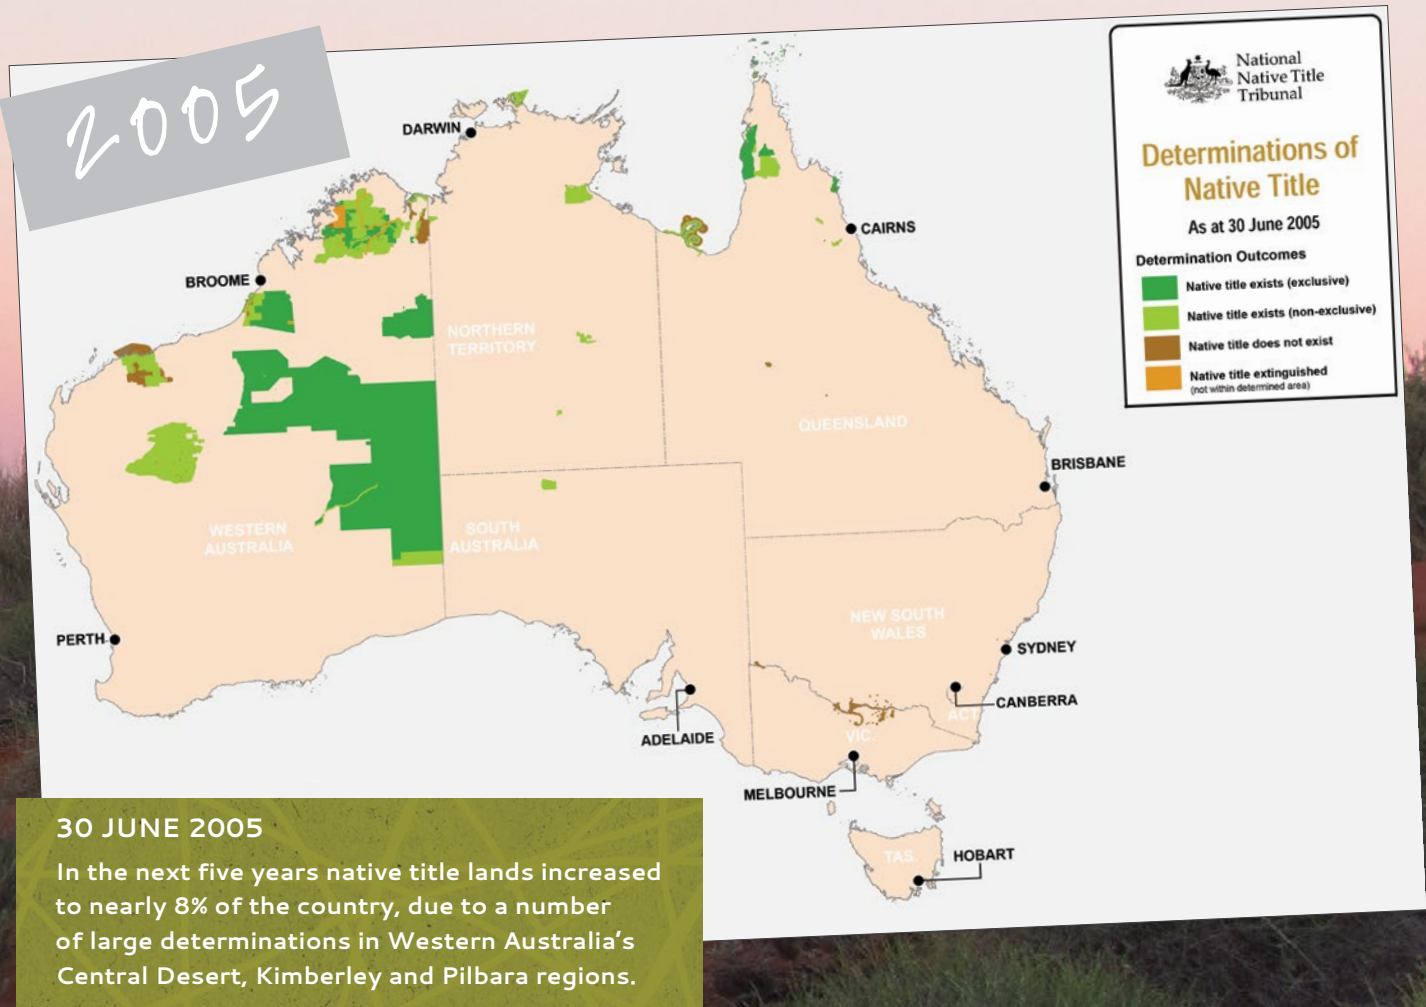 2005
National
Native Title
Tribunal
Determinations of
Native Title
As at 30 June 2005
Determination Outcomes
Native title exists (exclusive)
Native title exists (non-exclusive)
Native title does not exist
Native title extinguished
(not within determined area)
DARWIN
CAIRNS
BROOME
NORTHERN
TERRITORY
QUEENSLAND
BRISBANE
WESTERN
AUSTRALIA
SOUTH
AUSTRALIA
NEW SOUTH
WALES
PERTH
SYDNEY
CANBERRA
ACT
ADELAIDE
VIC.
MELBOURNE
TAS.
HOBART
30 JUNE 2005
In the next five years native title lands increased
to nearly 8% of the country, due to a number
of large determinations in Western Australia’s
Central Desert, Kimberley and Pilbara regions.